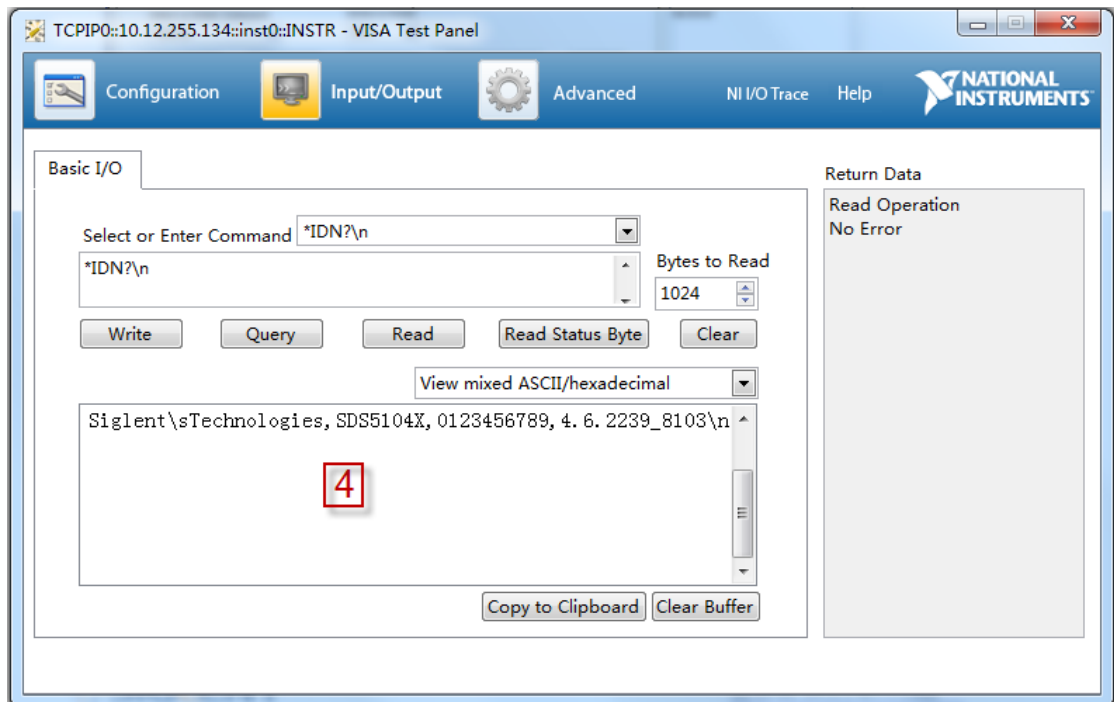 TCPIP0::10.12.255.134::inst0::INSTR - VISA Test Panel
Configuration Input/Output Advanced NI I/O Trace Help NATIONAL INSTRUMENTS
Basic I/O
Return Data
Read Operation
No Error
Select or Enter Command *IDN?\n
*IDN?\n
Bytes to Read
1024
Write Query Read Read Status Byte Clear
View mixed ASCII/hexadecimal
Siglent\sTechnologies,SDS5104X,0123456789,4.6.2239_8103\n
4
Copy to Clipboard Clear Buffer